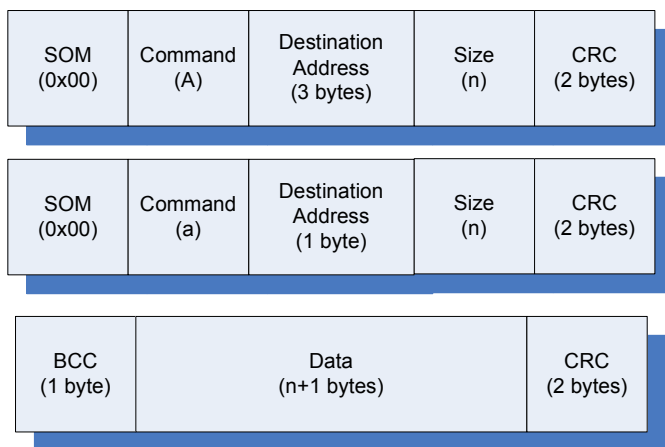 SOM
(0x00)
Command
(A)
Destination
Address
(3 bytes)
Size
(n)
CRC
(2 bytes)
SOM
(0x00)
Command
(a)
Destination
Address
(1 byte)
Size
(n)
CRC
(2 bytes)
BCC
(1 byte)
Data
(n+1 bytes)
CRC
(2 bytes)